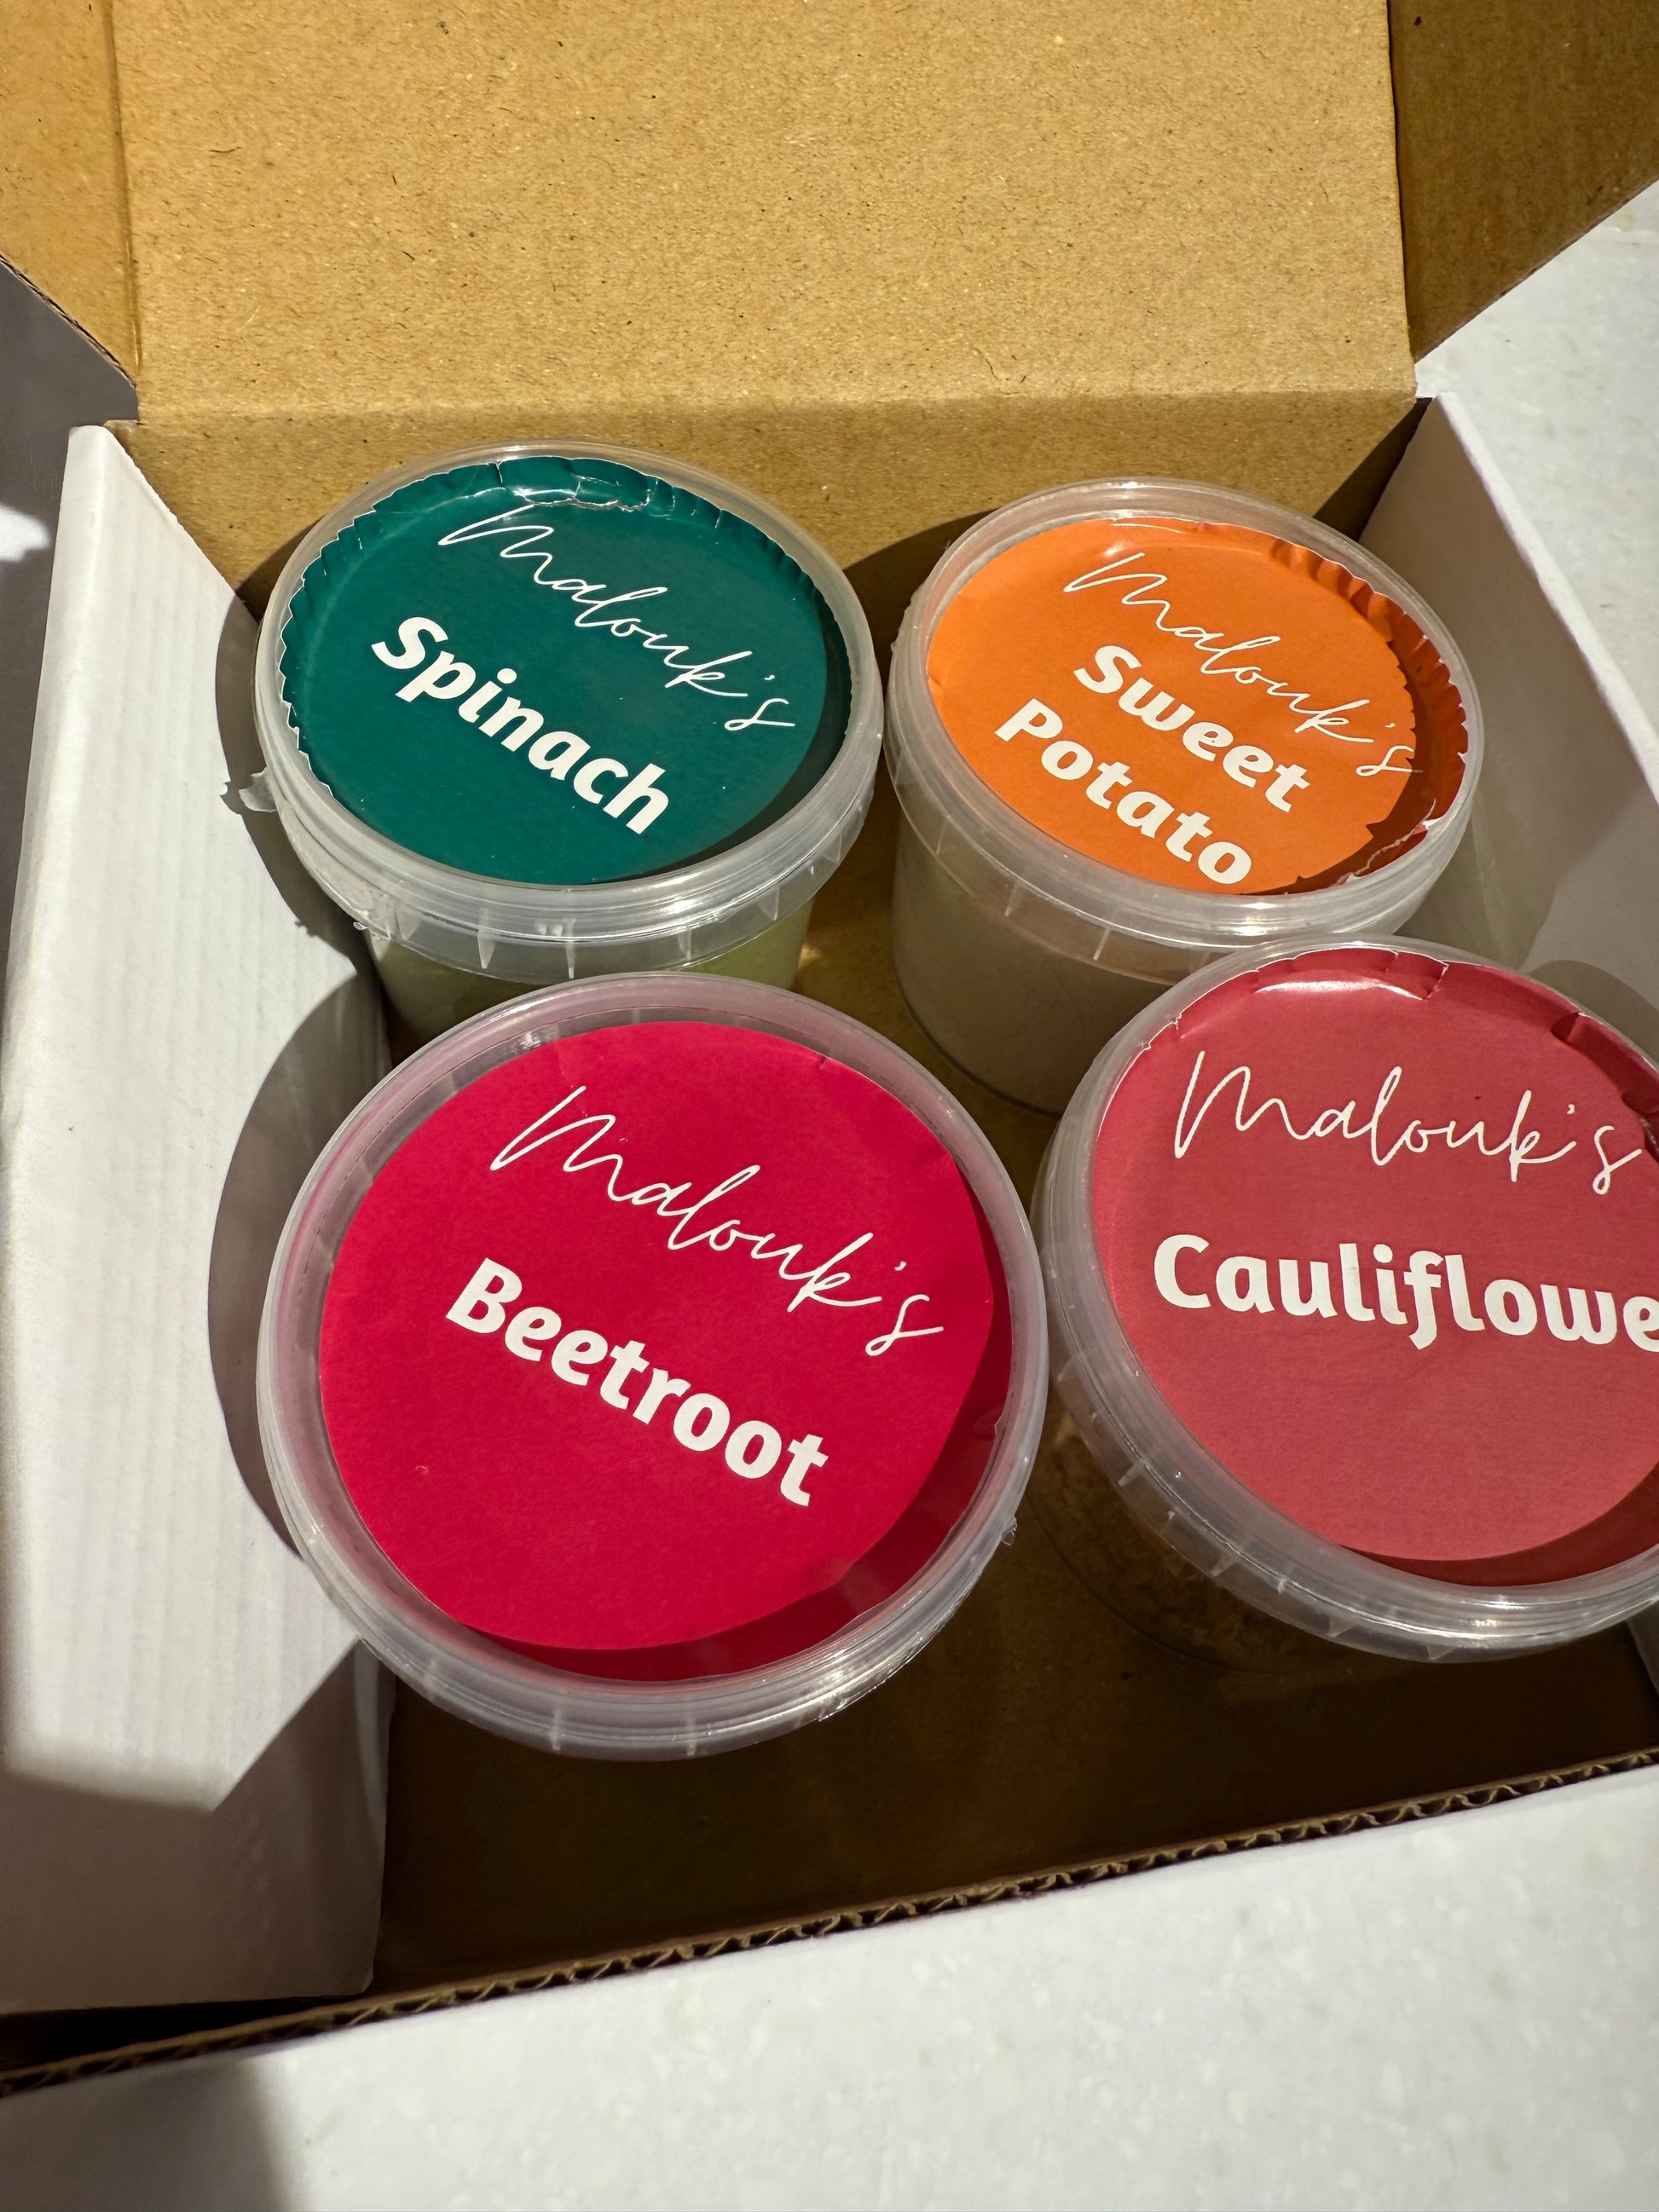 Malouk's
Spinach
Malouk's
Sweet
Potato
Malouk's
Beetroot
Malouk's
Cauliflowe